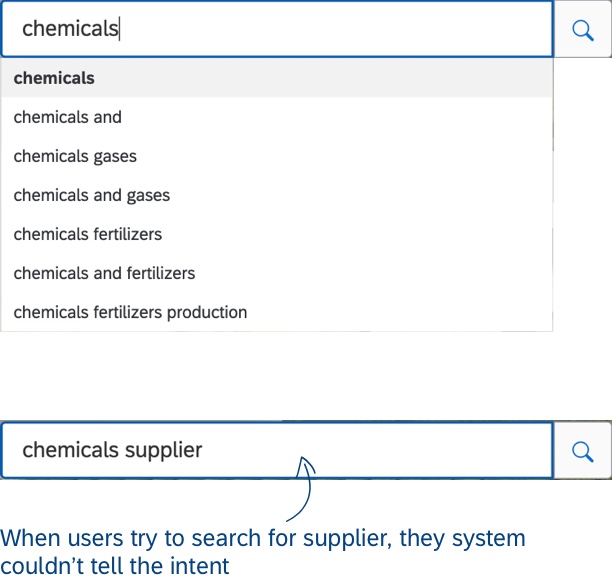 chemicals
chemicals
chemicals and
chemicals gases
chemicals and gases
chemicals fertilizers
chemicals and fertilizers
chemicals fertilizers production
chemicals supplier
When users try to search for supplier, they system
couldn’t tell the intent